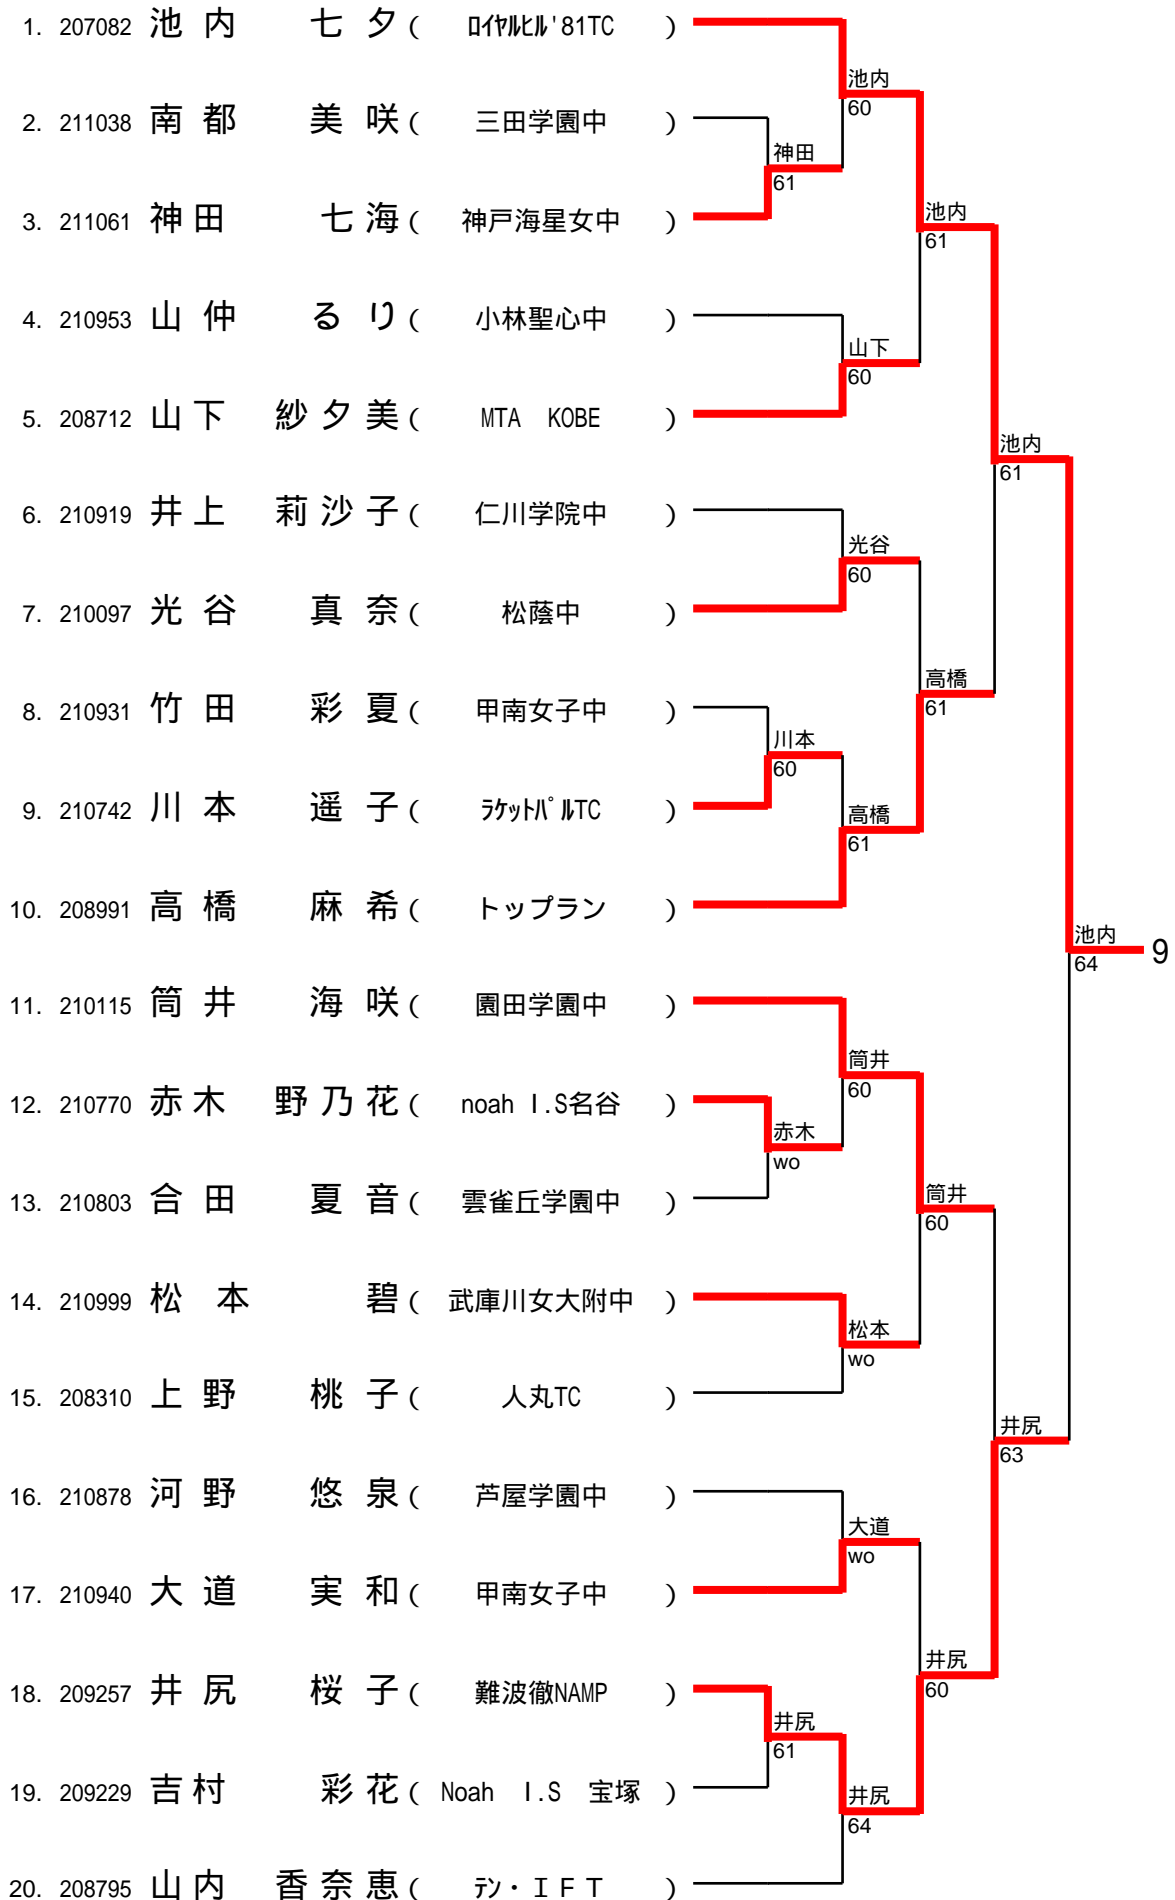 1. 207082 池内 七夕 ( ﾛｲﾔﾙﾋﾙ'81TC )
池内
60
2. 211038 南都 美咲 ( 三田学園中 )
神田
61
3. 211061 神田 七海 ( 神戸海星女中 )
池内
61
4. 210953 山仲 るり ( 小林聖心中 )
山下
60
5. 208712 山下 紗夕美 ( MTA KOBE )
池内
61
6. 210919 井上 莉沙子 ( 仁川学院中 )
光谷
60
7. 210097 光谷 真奈 ( 松蔭中 )
高橋
61
8. 210931 竹田 彩夏 ( 甲南女子中 )
川本
60
9. 210742 川本 遥子 ( ﾗｹｯﾄﾊﾟﾙTC )
高橋
61
10. 208991 高橋 麻希 ( トップラン )
池内 9
64
11. 210115 筒井 海咲 ( 園田学園中 )
筒井
60
12. 210770 赤木 野乃花 ( noah I.S名谷 )
赤木
wo
13. 210803 合田 夏音 ( 雲雀丘学園中 )
筒井
60
14. 210999 松本 碧 ( 武庫川女大附中 )
松本
wo
15. 208310 上野 桃子 ( 人丸TC )
井尻
63
16. 210878 河野 悠泉 ( 芦屋学園中 )
大道
wo
17. 210940 大道 実和 ( 甲南女子中 )
井尻
60
18. 209257 井尻 桜子 ( 難波徹NAMP )
井尻
61
19. 209229 吉村 彩花 ( Noah I.S 宝塚 )
井尻
64
20. 208795 山内 香奈恵 ( ﾃﾝ・ＩＦＴ )